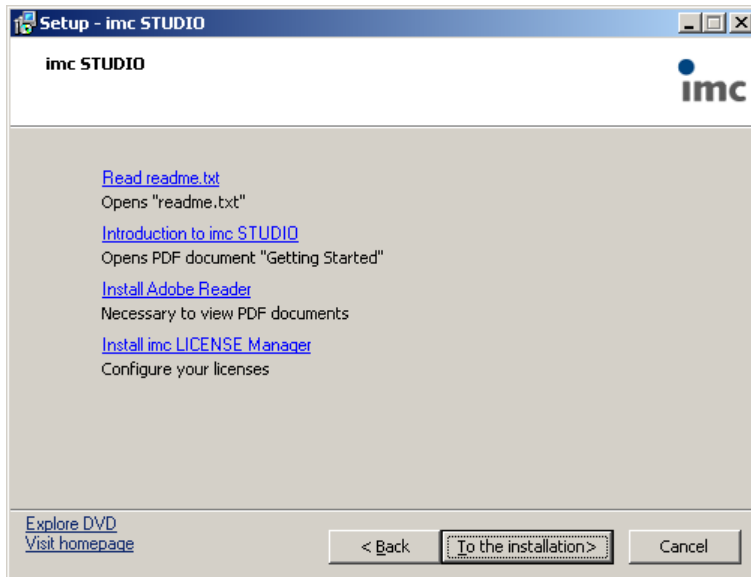 Setup - imc STUDIO
imc STUDIO
imc
Read readme.txt
Opens "readme.txt"
Introduction to imc STUDIO
Opens PDF document "Getting Started"
Install Adobe Reader
Necessary to view PDF documents
Install imc LICENSE Manager
Configure your licenses
Explore DVD
Visit homepage
< Back
To the installation>
Cancel